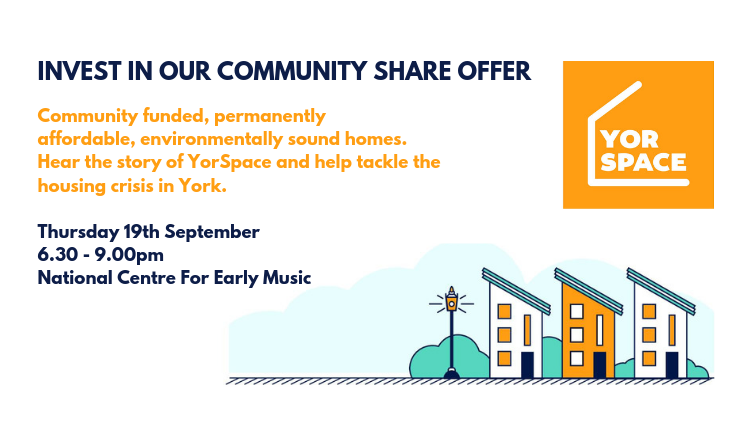 INVEST IN OUR COMMUNITY SHARE OFFER
Community funded, permanently
affordable, environmentally sound homes.
Hear the story of YorSpace and help tackle the
housing crisis in York.
Thursday 19th September
6.30 - 9.00pm
National Centre For Early Music
YOR
SPACE